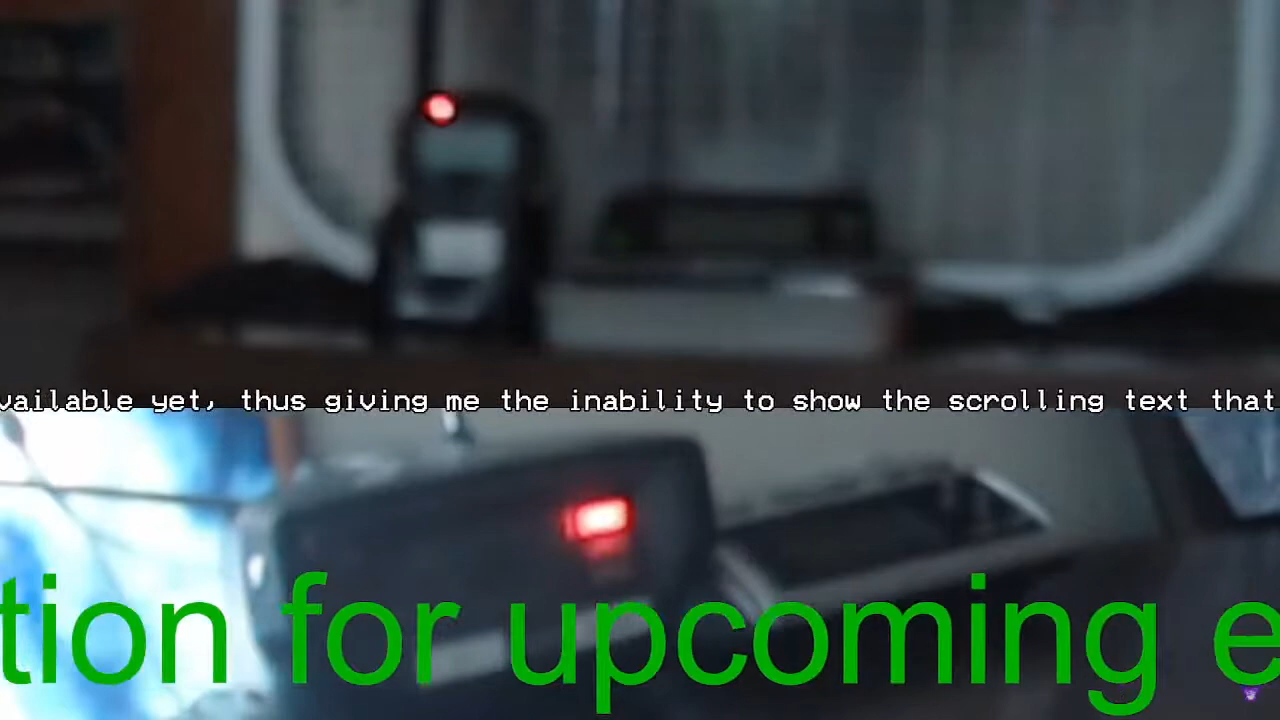 vailable yet, thus giving me the inability to show the scrolling text that
tion for upcoming e